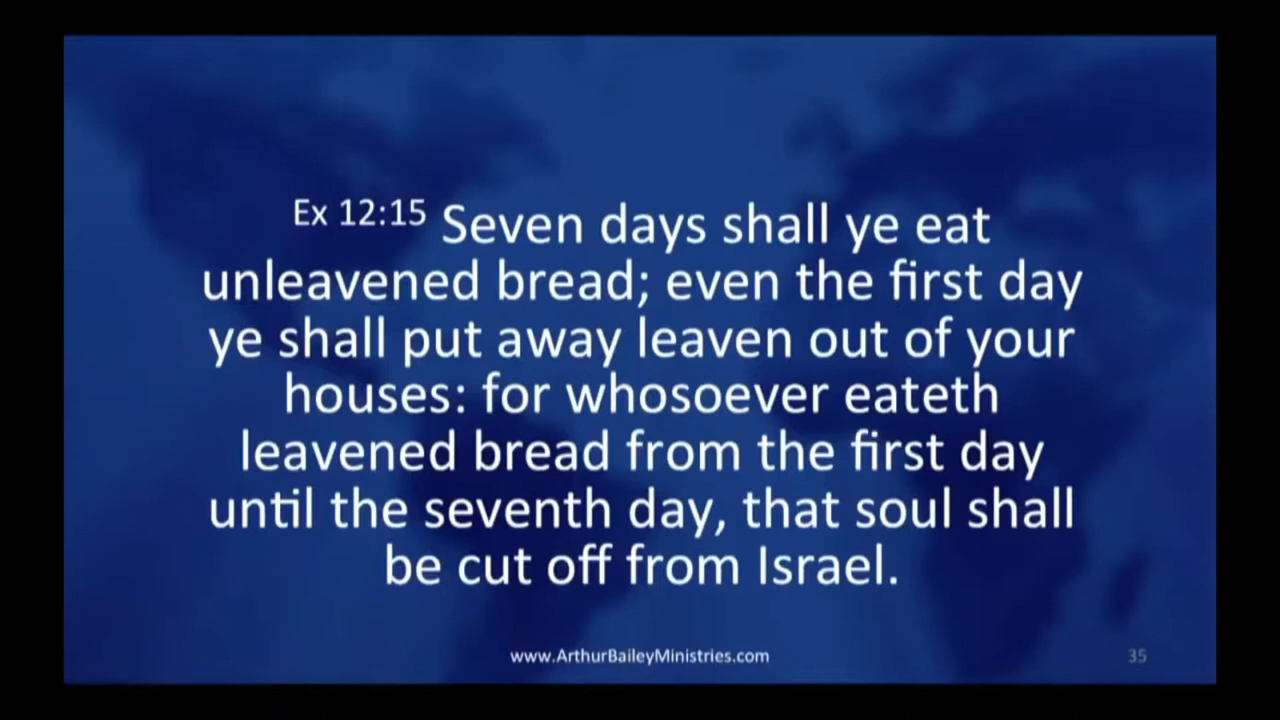 Ex 12:15 Seven days shall ye eat
unleavened bread; even the first day
ye shall put away leaven out of your
houses: for whosoever eateth
leavened bread from the first day
until the seventh day, that soul shall
be cut off from Israel.
www.ArthurBaileyMinistries.com
35